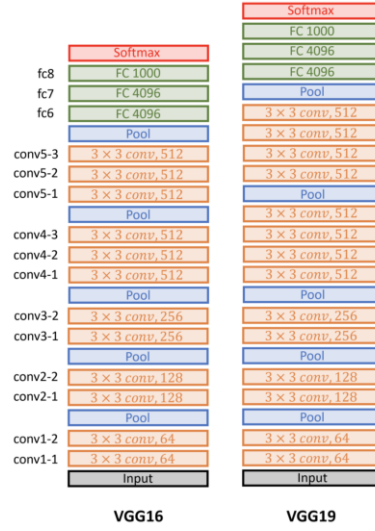 Softmax
fc8 FC 1000
fc7 FC 4096
fc6 FC 4096
Pool
conv5-3 3 × 3 conv, 512
conv5-2 3 × 3 conv, 512
conv5-1 3 × 3 conv, 512
Pool
conv4-3 3 × 3 conv, 512
conv4-2 3 × 3 conv, 512
conv4-1 3 × 3 conv, 512
Pool
conv3-2 3 × 3 conv, 256
conv3-1 3 × 3 conv, 256
Pool
conv2-2 3 × 3 conv, 128
conv2-1 3 × 3 conv, 128
Pool
conv1-2 3 × 3 conv, 64
conv1-1 3 × 3 conv, 64
Input
VGG16
Softmax
FC 1000
FC 4096
FC 4096
Pool
3 × 3 conv, 512
3 × 3 conv, 512
3 × 3 conv, 512
3 × 3 conv, 512
Pool
3 × 3 conv, 512
3 × 3 conv, 512
3 × 3 conv, 512
3 × 3 conv, 512
Pool
3 × 3 conv, 256
3 × 3 conv, 256
Pool
3 × 3 conv, 128
3 × 3 conv, 128
Pool
3 × 3 conv, 64
3 × 3 conv, 64
Input
VGG19